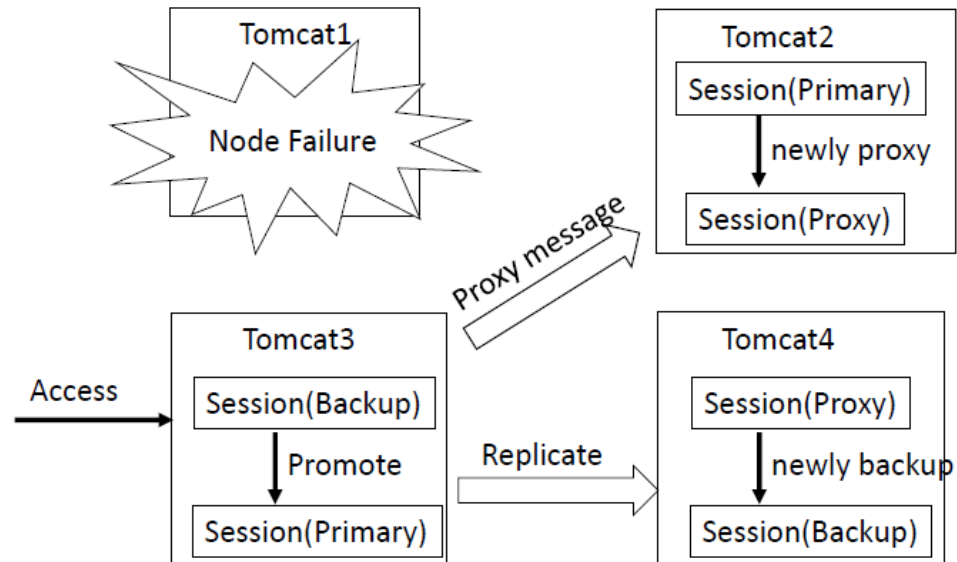 Tomcat1
Node Failure
Tomcat2
Session(Primary)
newly proxy
Session(Proxy)
Proxy message
Access
Tomcat3
Session(Backup)
Promote
Session(Primary)
Replicate
Tomcat4
Session(Proxy)
newly backup
Session(Backup)